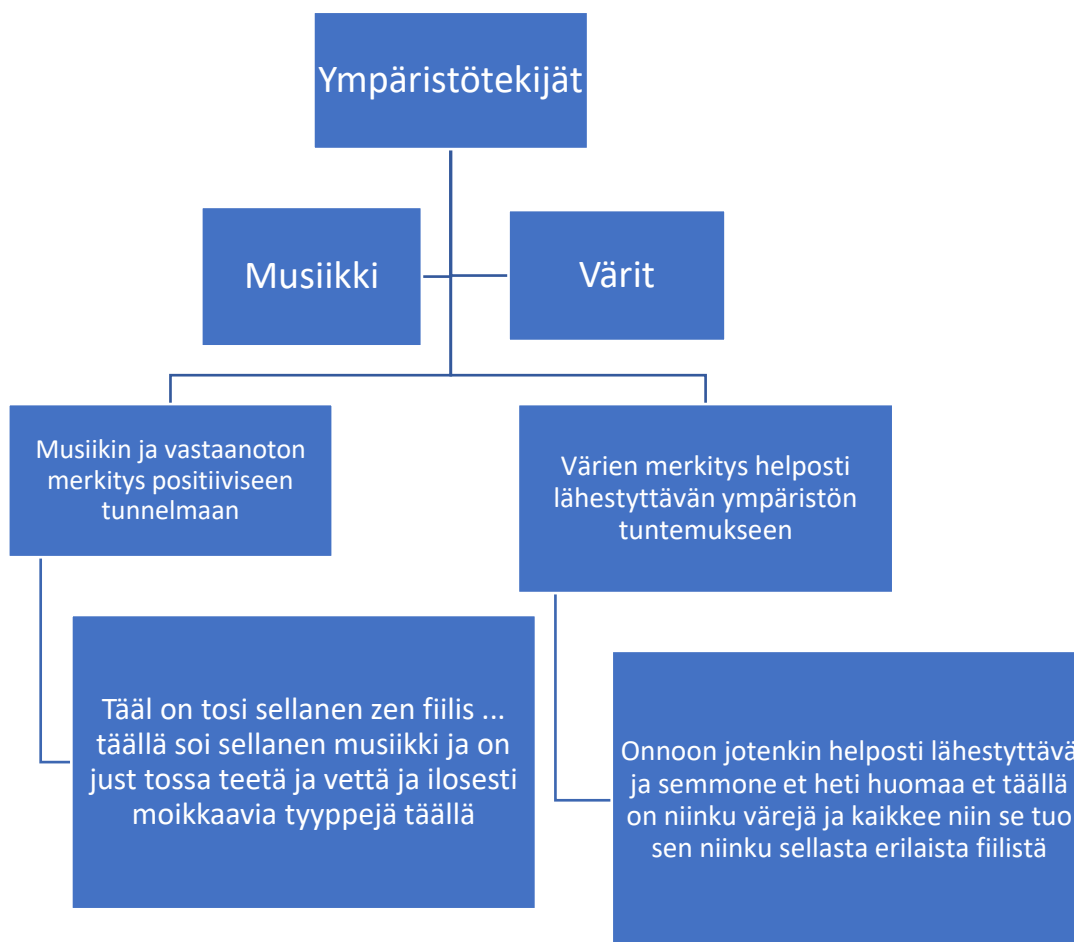 Ympäristötekijät
Musiikki
Värit
Musiikin ja vastaanoton
merkitys positiiviseen
tunnelmaan
Värien merkitys helposti
lähestyttävän ympäristön
tuntemukseen
Tääl on tosi sellanen zen fiilis ...
täällä soi sellanen musiikki ja on
just tossa teetä ja vettä ja ilosesti
moikkaavia tyyppejä täällä
Onnoon jotenkin helposti lähestyttävä
ja semmone et heti huomaa et täällä
on niinku värejä ja kaikkee niin se tuo
sen niinku sellasta erilaista fiilistä